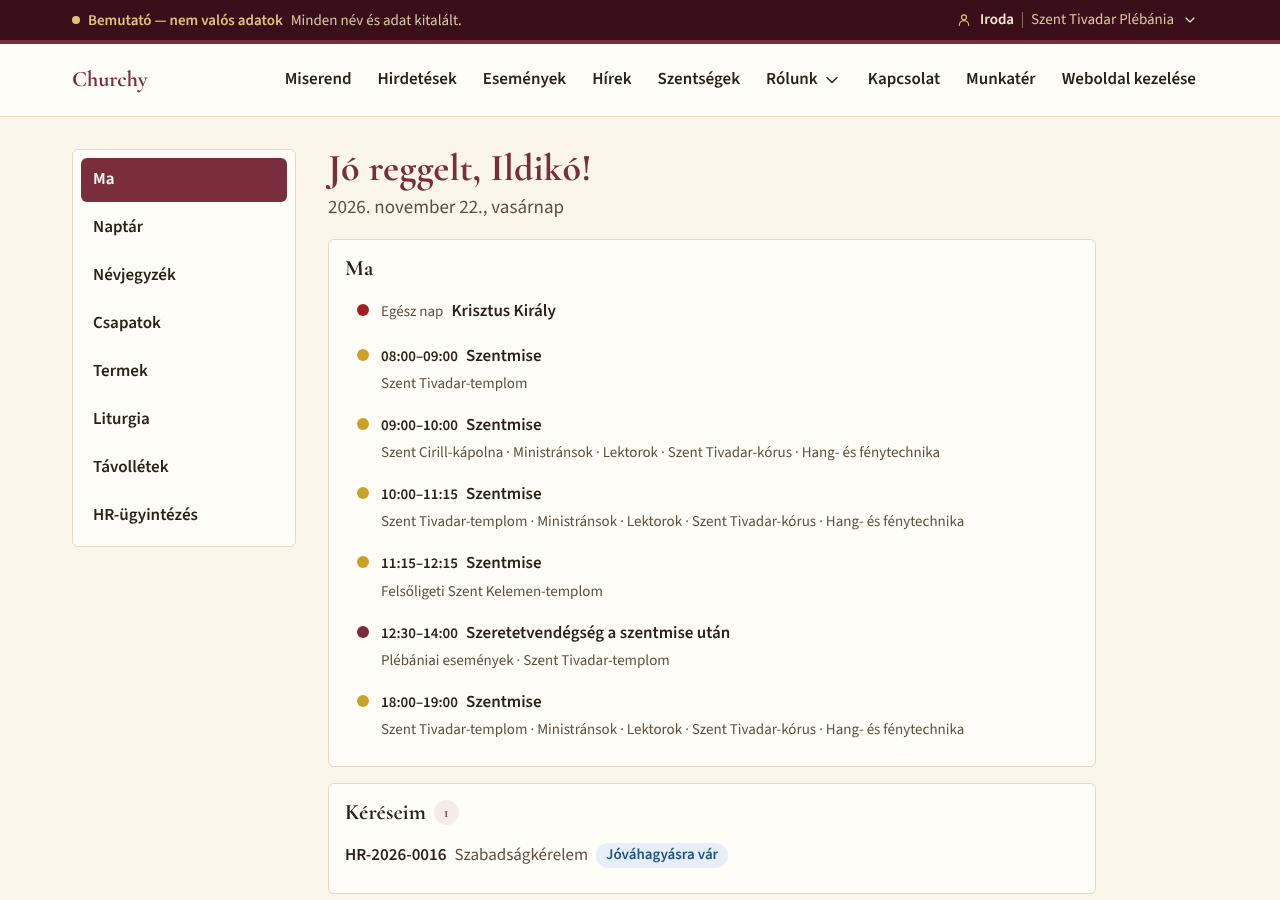 Bemutató — nem valós adatok Minden név és adat kitalált.
Iroda | Szent Tivadar Plébánia
Churchy
Miserend Hirdetések Események Hírek Szentségek Rólunk Kapcsolat Munkatér Weboldal kezelése
Ma
Naptár
Névjegyzék
Csapatok
Termek
Liturgia
Távollétek
HR-ügyintézés
Jó reggelt, Ildikó!
2026. november 22., vasárnap
Ma
Egész nap Krisztus Király
08:00–09:00 Szentmise
Szent Tivadar-templom
09:00–10:00 Szentmise
Szent Cirill-kápolna · Ministránsok · Lektorok · Szent Tivadar-kórus · Hang- és fénytechnika
10:00–11:15 Szentmise
Szent Tivadar-templom · Ministránsok · Lektorok · Szent Tivadar-kórus · Hang- és fénytechnika
11:15–12:15 Szentmise
Felsőligeti Szent Kelemen-templom
12:30–14:00 Szeretetvendégség a szentmise után
Plébániai események · Szent Tivadar-templom
18:00–19:00 Szentmise
Szent Tivadar-templom · Ministránsok · Lektorok · Szent Tivadar-kórus · Hang- és fénytechnika
Kéréseim 1
HR-2026-0016 Szabadságkérelem Jóváhagyásra vár